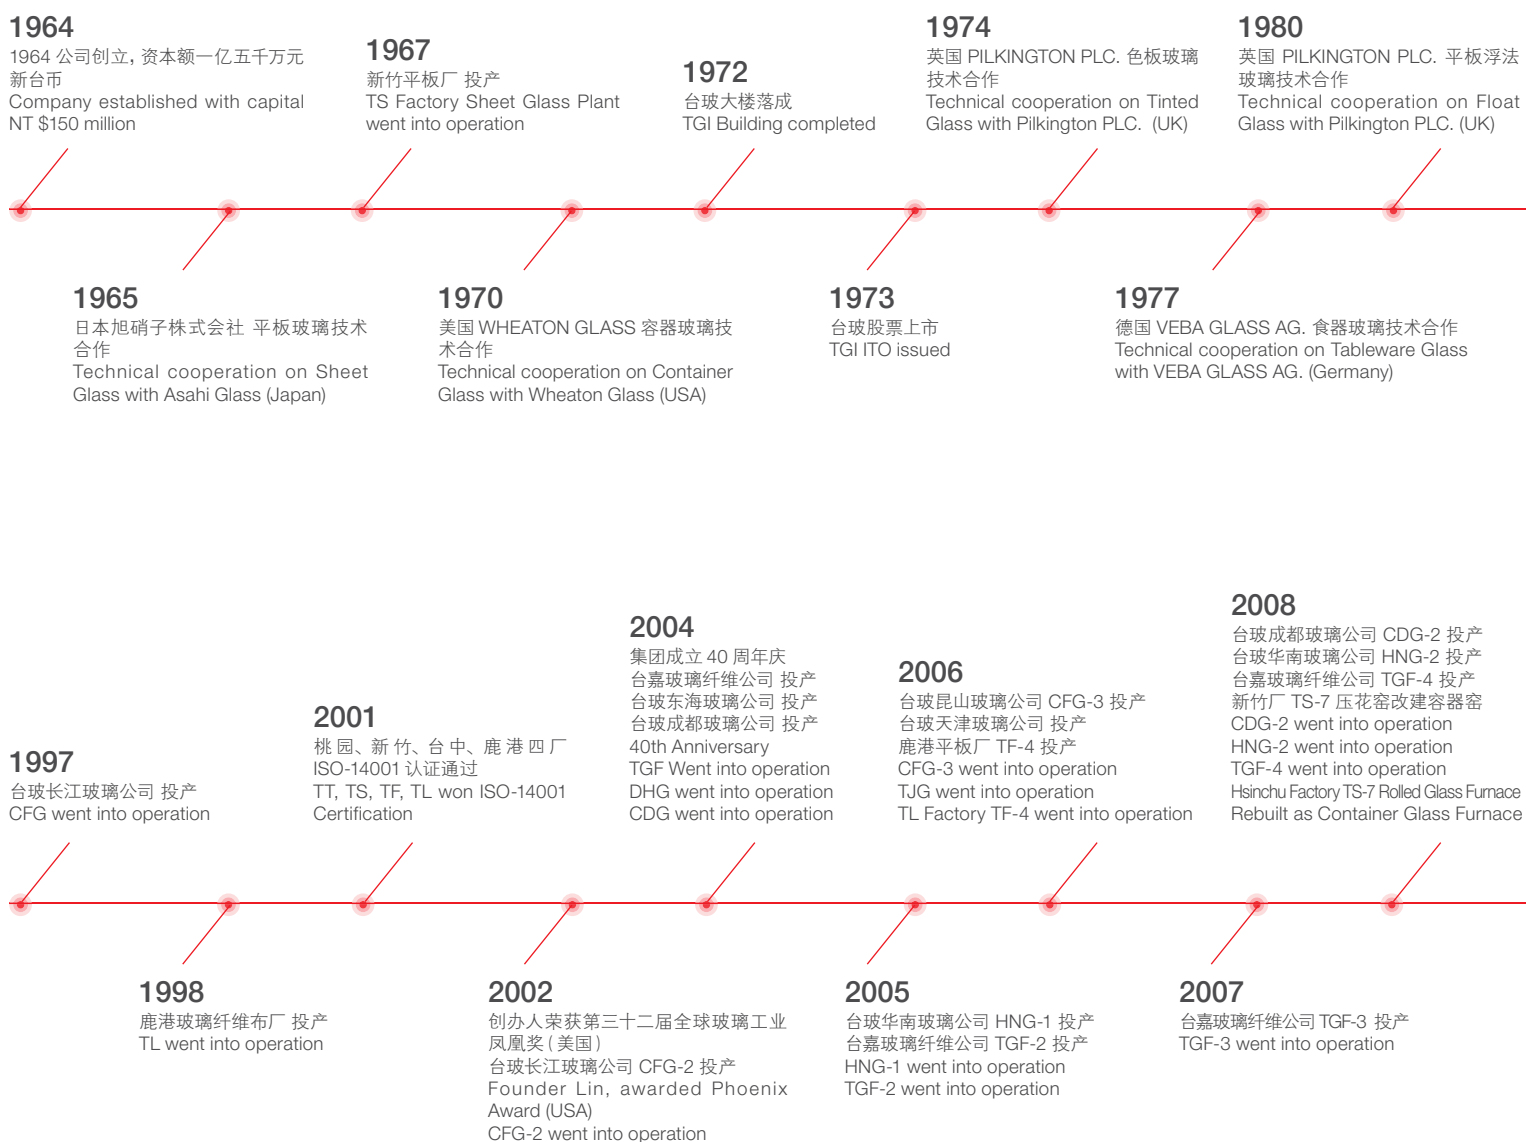 1964
1964 公司创立, 资本额一亿五千万元
新台币
Company established with capital
NT $150 million
1967
新竹平板厂 投产
TS Factory Sheet Glass Plant
went into operation
1972
台玻大楼落成
TGI Building completed
1974
英国 PILKINGTON PLC. 色板玻璃
技术合作
Technical cooperation on Tinted
Glass with Pilkington PLC. (UK)
1980
英国 PILKINGTON PLC. 平板浮法
玻璃技术合作
Technical cooperation on Float
Glass with Pilkington PLC. (UK)
1965
日本旭硝子株式会社 平板玻璃技术
合作
Technical cooperation on Sheet
Glass with Asahi Glass (Japan)
1970
美国 WHEATON GLASS 容器玻璃技
术合作
Technical cooperation on Container
Glass with Wheaton Glass (USA)
1973
台玻股票上市
TGI ITO issued
1977
德国 VEBA GLASS AG. 食器玻璃技术合作
Technical cooperation on Tableware Glass
with VEBA GLASS AG. (Germany)
1997
台玻长江玻璃公司 投产
CFG went into operation
2001
桃园、新竹、台中、鹿港四厂
ISO-14001 认证通过
TT, TS, TF, TL won ISO-14001
Certification
2004
集团成立 40 周年庆
台嘉玻璃纤维公司 投产
台玻东海玻璃公司 投产
台玻成都玻璃公司 投产
40th Anniversary
TGF Went into operation
DHG went into operation
CDG went into operation
2006
台玻昆山玻璃公司 CFG-3 投产
台玻天津玻璃公司 投产
鹿港平板厂 TF-4 投产
CFG-3 went into operation
TJG went into operation
TL Factory TF-4 went into operation
2008
台玻成都玻璃公司 CDG-2 投产
台玻华南玻璃公司 HNG-2 投产
台嘉玻璃纤维公司 TGF-4 投产
新竹厂 TS-7 压花窑改建容器窑
CDG-2 went into operation
HNG-2 went into operation
TGF-4 went into operation
Hsinchu Factory TS-7 Rolled Glass Furnace
Rebuilt as Container Glass Furnace
1998
鹿港玻璃纤维布厂 投产
TL went into operation
2002
创办人荣获第三十二届全球玻璃工业
凤凰奖 ( 美国 )
台玻长江玻璃公司 CFG-2 投产
Founder Lin, awarded Phoenix
Award (USA)
CFG-2 went into operation
2005
台玻华南玻璃公司 HNG-1 投产
台嘉玻璃纤维公司 TGF-2 投产
HNG-1 went into operation
TGF-2 went into operation
2007
台嘉玻璃纤维公司 TGF-3 投产
TGF-3 went into operation